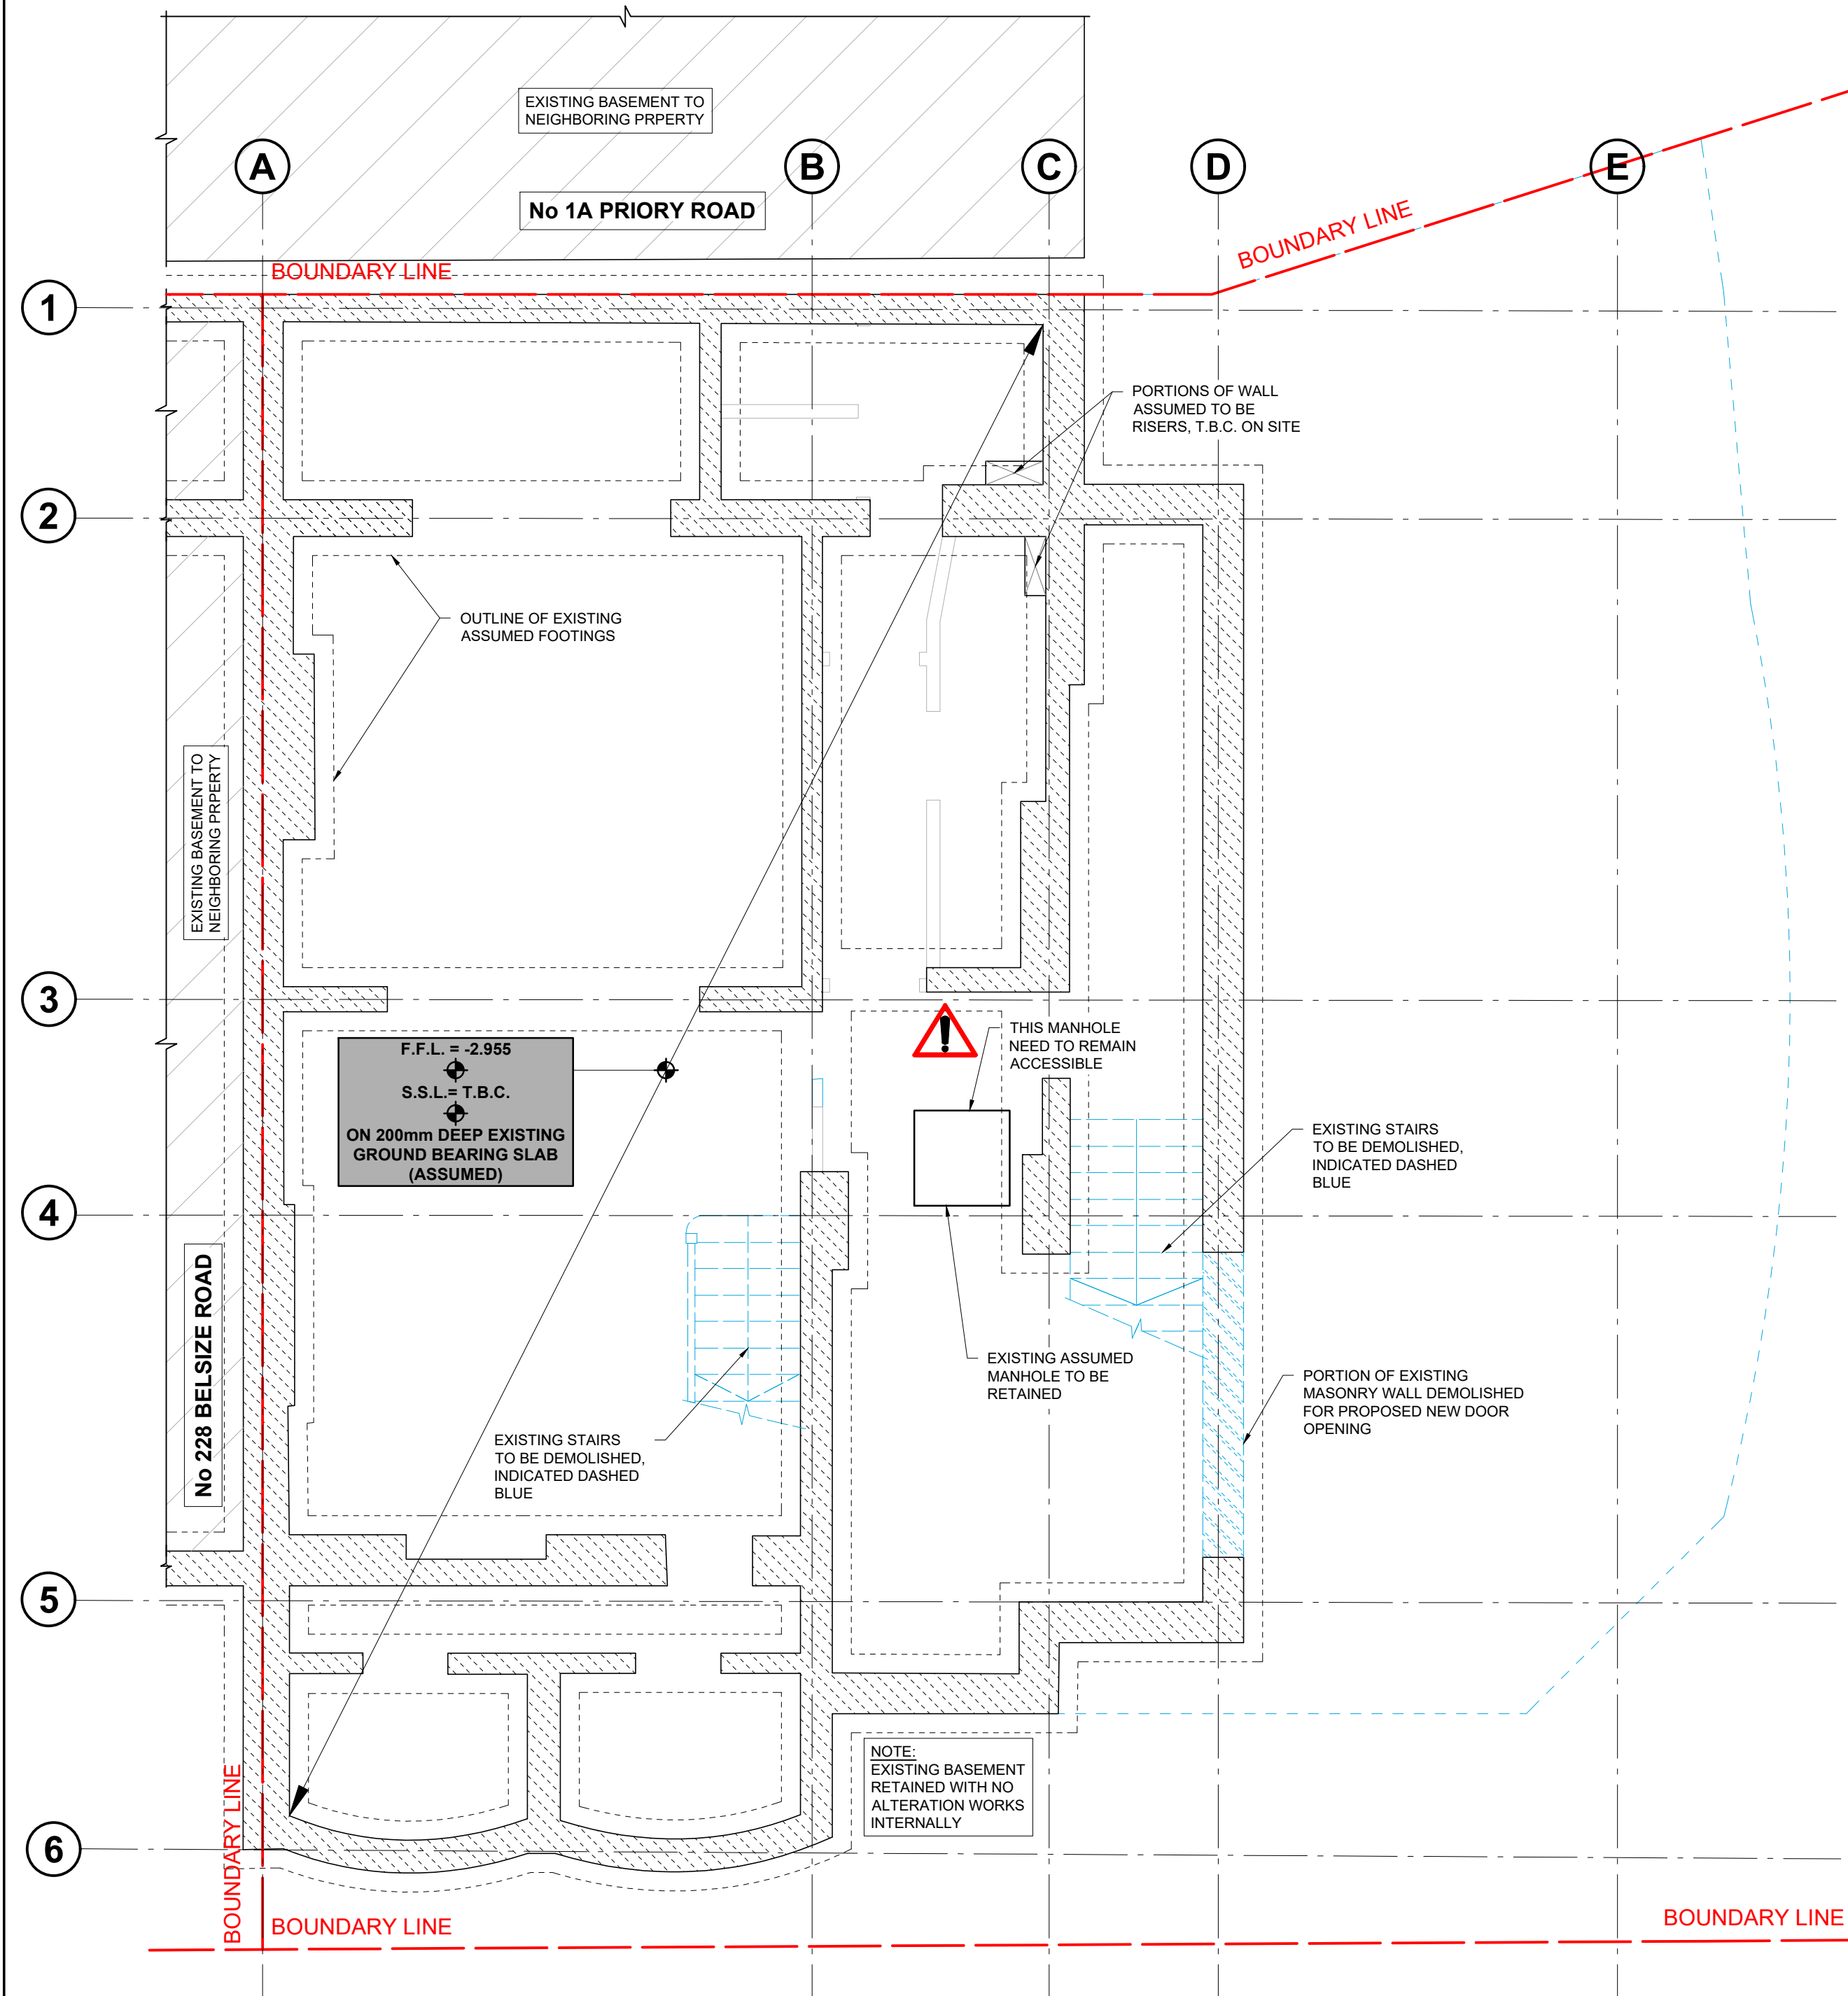 EXISTING BASEMENT TO
NEIGHBORING PRPERTY
A
B
C
D
E
No 1A PRIORY ROAD
BOUNDARY LINE
BOUNDARY LINE
1
PORTIONS OF WALL
ASSUMED TO BE
RISERS, T.B.C. ON SITE
2
OUTLINE OF EXISTING
ASSUMED FOOTINGS
EXISTING BASEMENT TO
NEIGHBORING PRPERTY
3
THIS MANHOLE
NEED TO REMAIN
ACCESSIBLE
F.F.L. = -2.955
S.S.L.= T.B.C.
ON 200mm DEEP EXISTING
GROUND BEARING SLAB
(ASSUMED)
EXISTING STAIRS
TO BE DEMOLISHED,
INDICATED DASHED
BLUE
4
No 228 BELSIZE ROAD
EXISTING ASSUMED
MANHOLE TO BE
RETAINED
PORTION OF EXISTING
MASONRY WALL DEMOLISHED
FOR PROPOSED NEW DOOR
OPENING
EXISTING STAIRS
TO BE DEMOLISHED,
INDICATED DASHED
BLUE
5
NOTE:
EXISTING BASEMENT
RETAINED WITH NO
ALTERATION WORKS
INTERNALLY
6
BOUNDARY LINE
BOUNDARY LINE
BOUNDARY LINE